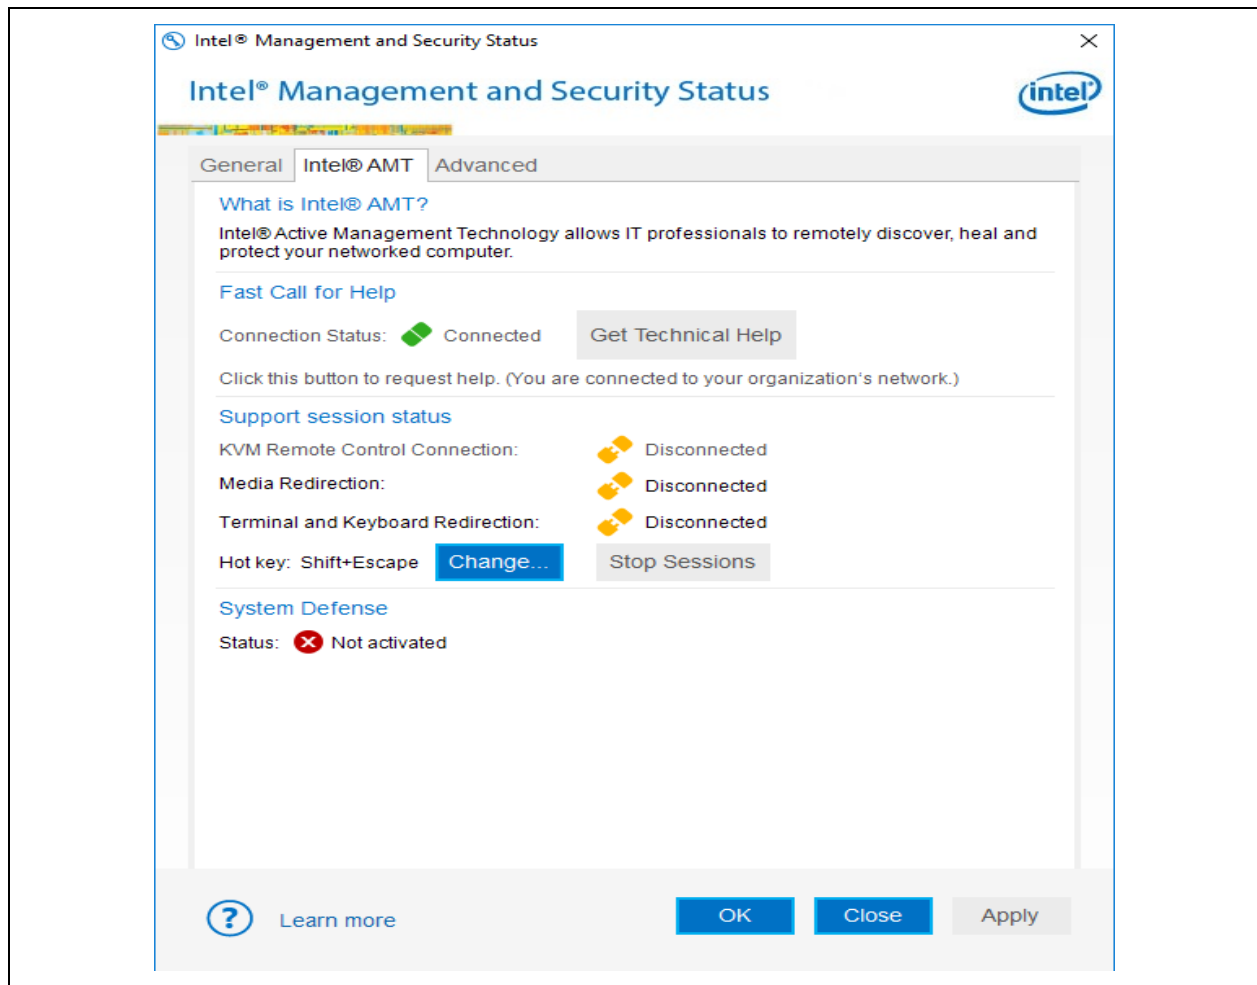 Intel® Management and Security Status
Intel® Management and Security Status
intel
General Intel® AMT Advanced
What is Intel® AMT?
Intel® Active Management Technology allows IT professionals to remotely discover, heal and
protect your networked computer.
Fast Call for Help
Connection Status: Connected Get Technical Help
Click this button to request help. (You are connected to your organization's network.)
Support session status
KVM Remote Control Connection: Disconnected
Media Redirection: Disconnected
Terminal and Keyboard Redirection: Disconnected
Hot key: Shift+Escape Change... Stop Sessions
System Defense
Status: Not activated
? Learn more OK Close Apply